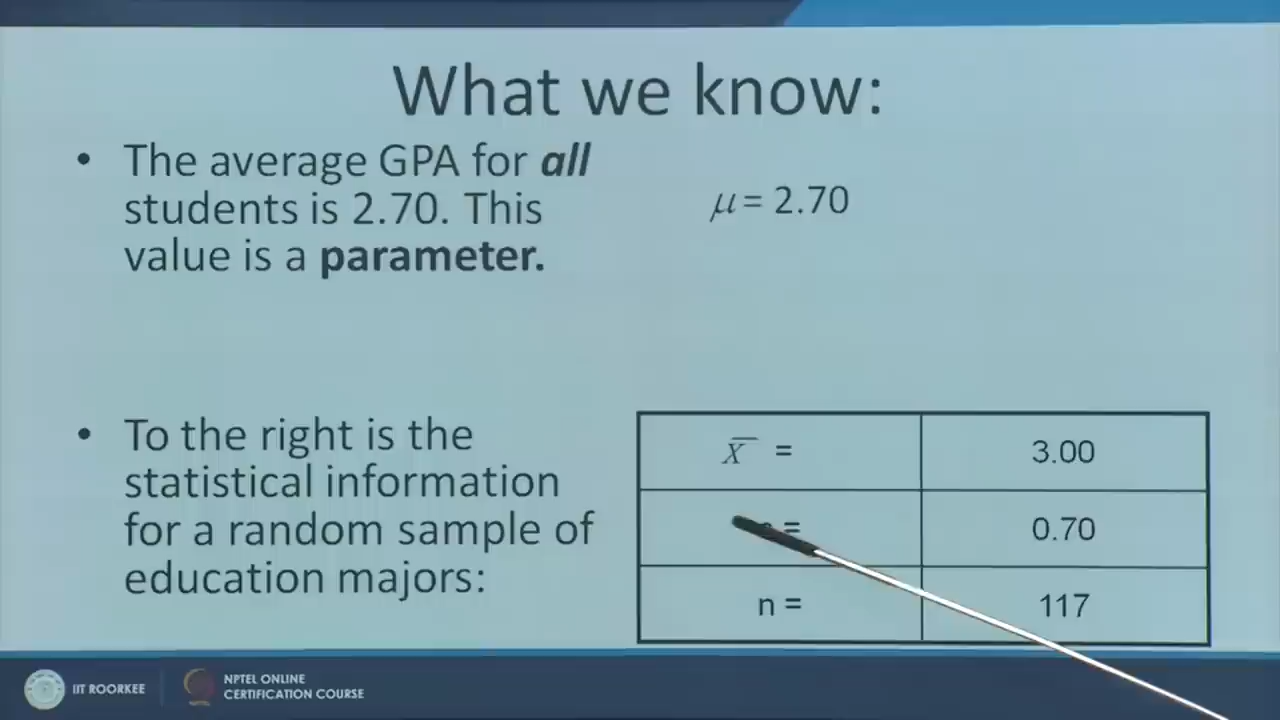 What we know:
• The average GPA for all
students is 2.70. This
value is a parameter.
μ = 2.70
• To the right is the
statistical information
for a random sample of
education majors:
X̅ = 3.00
= 0.70
n = 117
IIT ROORKEE
NPTEL ONLINE
CERTIFICATION COURSE